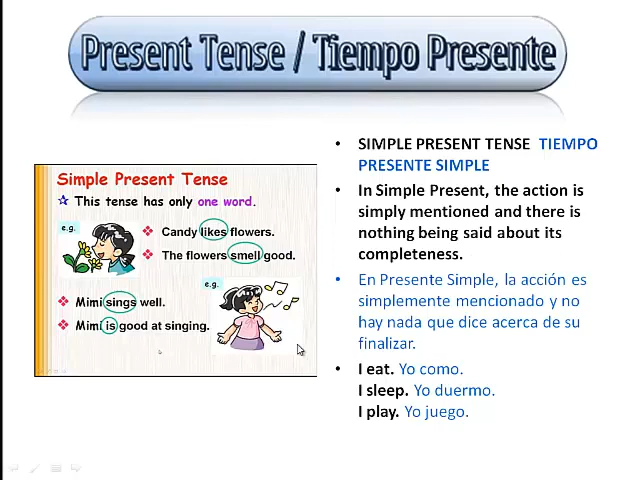 Present Tense / Tiempo Presente
Simple Present Tense
This tense has only one word.
e.g.
Candy likes flowers.
The flowers smell good.
e.g.
Mimi sings well.
Mimi is good at singing.
• SIMPLE PRESENT TENSE TIEMPO
PRESENTE SIMPLE
• In Simple Present, the action is
simply mentioned and there is
nothing being said about its
completeness.
• En Presente Simple, la acción es
simplemente mencionado y no
hay nada que dice acerca de su
finalizar.
• I eat. Yo como.
I sleep. Yo duermo.
I play. Yo juego.